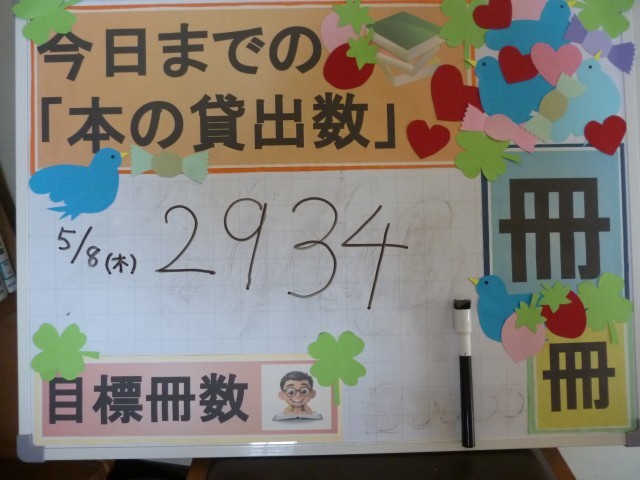 今日までの
「本の貸出数」
5/8(木) 2934 冊
目標冊数 冊